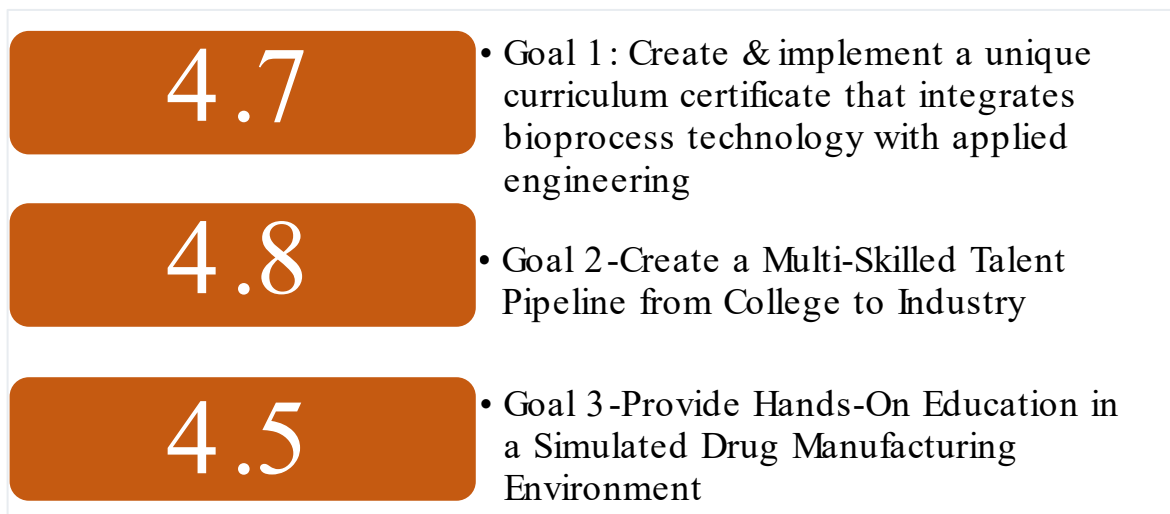 4.7
• Goal 1: Create & implement a unique
curriculum certificate that integrates
bioprocess technology with applied
engineering
4.8
• Goal 2-Create a Multi-Skilled Talent
Pipeline from College to Industry
4.5
• Goal 3-Provide Hands-On Education in
a Simulated Drug Manufacturing
Environment